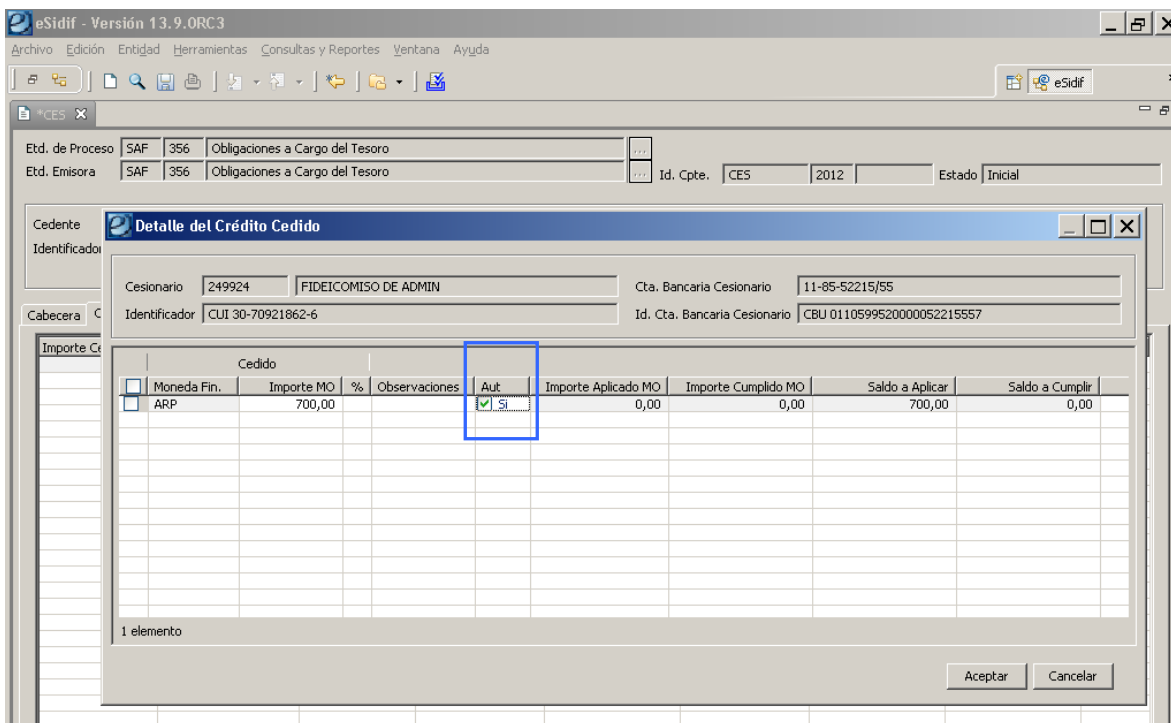 eSidif - Versión 13.9.0RC3
Archivo Edición Entidad Herramientas Consultas y Reportes Ventana Ayuda
eSidif
*CES
Etd. de Proceso SAF 356 Obligaciones a Cargo del Tesoro ...
Etd. Emisora SAF 356 Obligaciones a Cargo del Tesoro ... Id. Cpte. CES 2012 Estado Inicial
Cedente
Identificador
Cabecera C
Importe Ce
Detalle del Crédito Cedido
Cesionario 249924 FIDEICOMISO DE ADMIN Cta. Bancaria Cesionario 11-85-52215/55
Identificador CUI 30-70921862-6 Id. Cta. Bancaria Cesionario CBU 0110599520000052215557
Cedido
Moneda Fin. Importe MO % Observaciones Aut Importe Aplicado MO Importe Cumplido MO Saldo a Aplicar Saldo a Cumplir
ARP 700,00 Si 0,00 0,00 700,00 0,00
1 elemento
Aceptar Cancelar